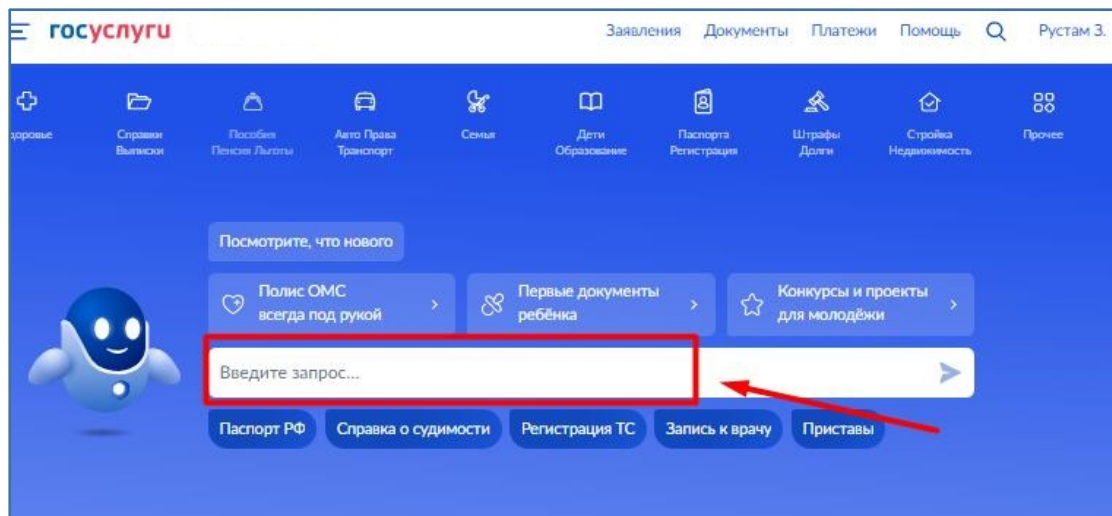 госуслуги
Заявления Документы Платежи Помощь Рустам З.
Справки Пособия Авто Права Семья Дети Паспорта Штрафы Стройка Прочее
Выписки Пенсия Льготы Транспорт Образование Регистрация Долги Недвижимость
Посмотрите, что нового
Полис ОМС Первые документы Конкурсы и проекты
всегда под рукой ребёнка для молодёжи
Введите запрос...
Паспорт РФ Справка о судимости Регистрация ТС Запись к врачу Приставы